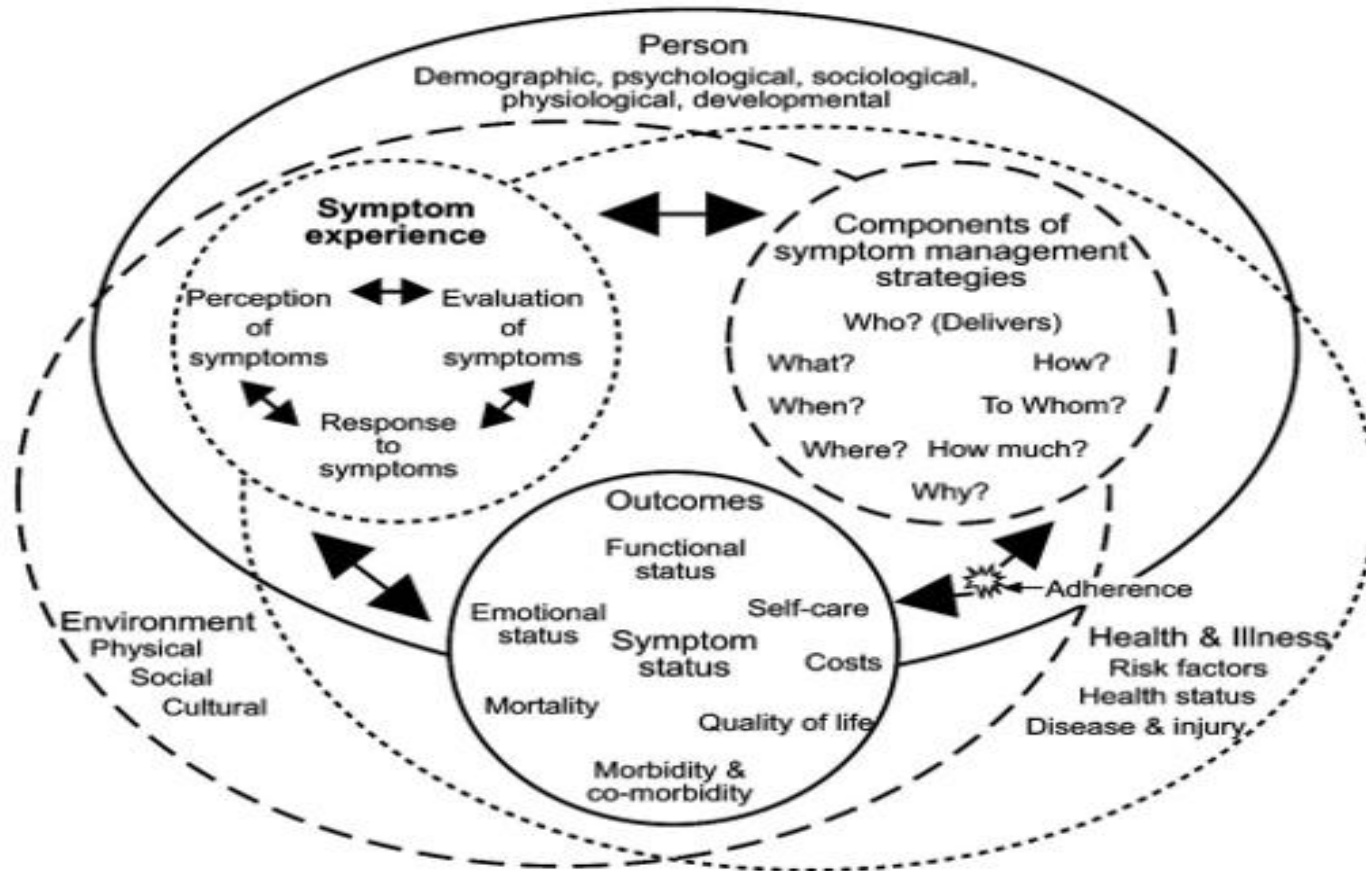 Person
Demographic, psychological, sociological,
physiological, developmental
Symptom
experience
Perception
of
symptoms
Evaluation
of
symptoms
Response
to
symptoms
Components of
symptom management
strategies
Who? (Delivers)
What?
How?
When?
To Whom?
Where?
How much?
Why?
Outcomes
Functional
status
Emotional
status
Self-care
Symptom
status
Costs
Mortality
Quality of life
Morbidity &
co-morbidity
Adherence
Environment
Physical
Social
Cultural
Health & Illness
Risk factors
Health status
Disease & injury